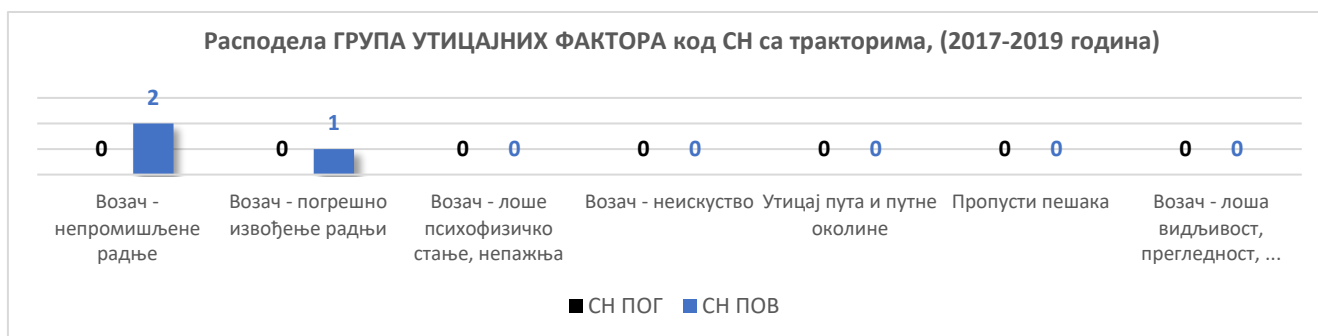 Расподела ГРУПА УТИЦАЈНИХ ФАКТОРА код СН са тракторима, (2017-2019 година)
0 2 0 1 0 0 0 0 0 0 0 0 0 0
Возач - непромишљене радње
Возач - погрешно извођење радњи
Возач - лоше психофизичко стање, непажња
Возач - неискуство
Утицај пута и путне околине
Пропусти пешака
Возач - лоша видљивост, прегледност, ...
СН ПОГ СН ПОВ